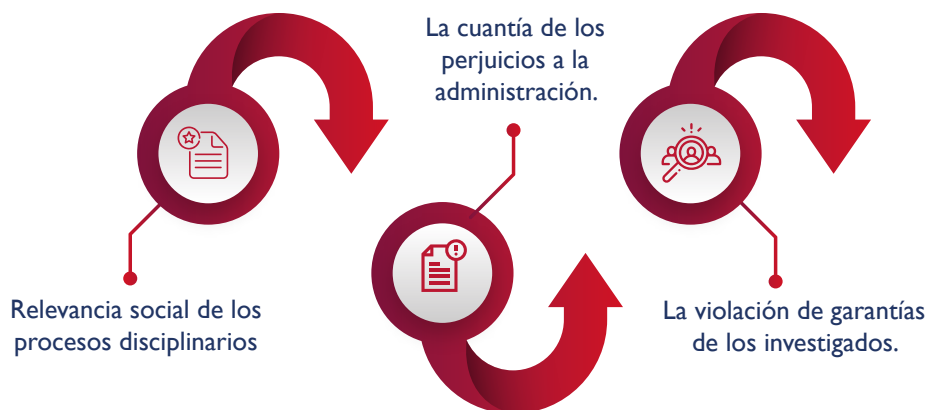 Relevancia social de los
procesos disciplinarios
La cuantía de los
perjuicios a la
administración.
La violación de garantías
de los investigados.